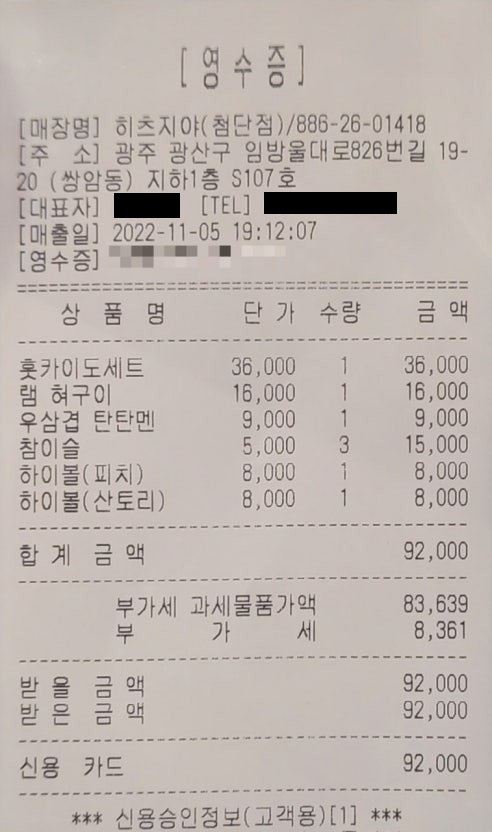 [영수증]
[매장명] 히츠지야(첨단점)/886-26-01418
[주 소] 광주 광산구 임방울대로826번길 19-
20 (쌍암동) 지하1층 S107호
[대표자] [TEL]
[매출일] 2022-11-05 19:12:07
[영수증]
상 품 명 단 가 수량 금 액
홋카이도세트 36,000 1 36,000
램 혀구이 16,000 1 16,000
우삼겹 탄탄멘 9,000 1 9,000
참이슬 5,000 3 15,000
하이볼(피치) 8,000 1 8,000
하이볼(산토리) 8,000 1 8,000
합 계 금 액 92,000
부가세 과세물품가액 83,639
부 가 세 8,361
받 을 금 액 92,000
받 은 금 액 92,000
신용 카드 92,000
*** 신용승인정보(고객용)[1] ***